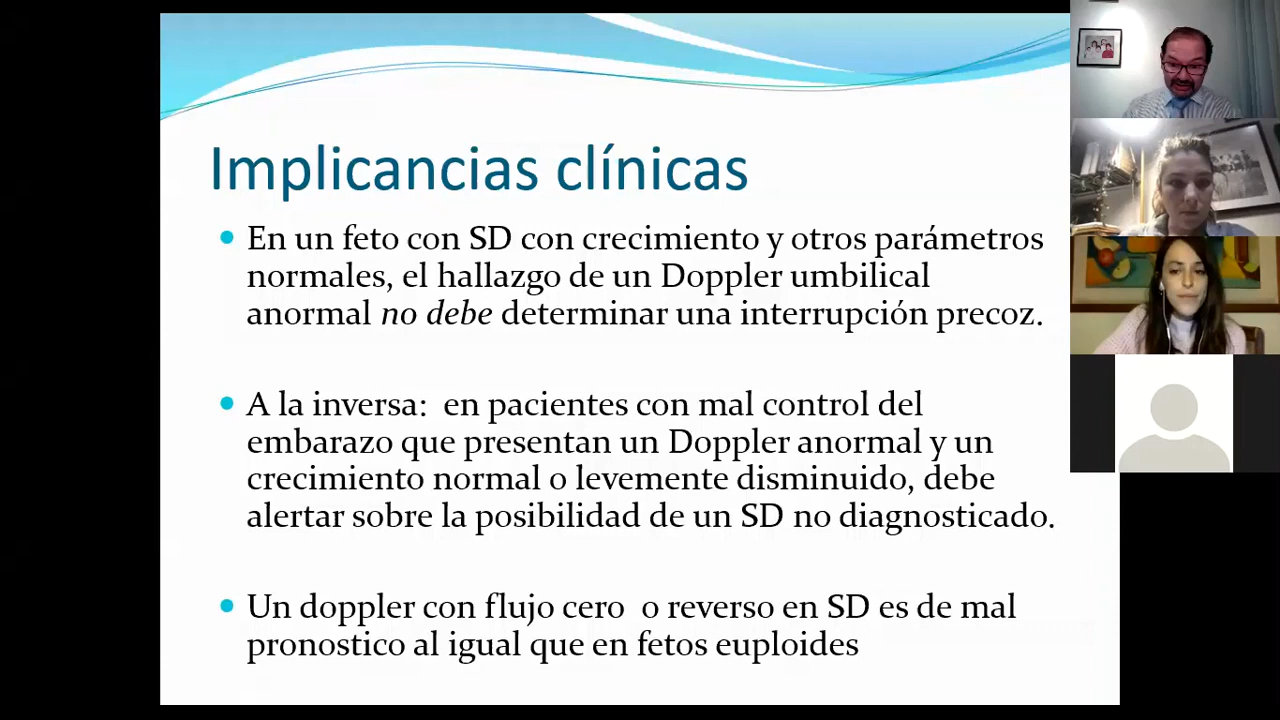 Implicancias clínicas
En un feto con SD con crecimiento y otros parámetros
normales, el hallazgo de un Doppler umbilical
anormal no debe determinar una interrupción precoz.
A la inversa: en pacientes con mal control del
embarazo que presentan un Doppler anormal y un
crecimiento normal o levemente disminuido, debe
alertar sobre la posibilidad de un SD no diagnosticado.
Un doppler con flujo cero o reverso en SD es de mal
pronostico al igual que en fetos euploides